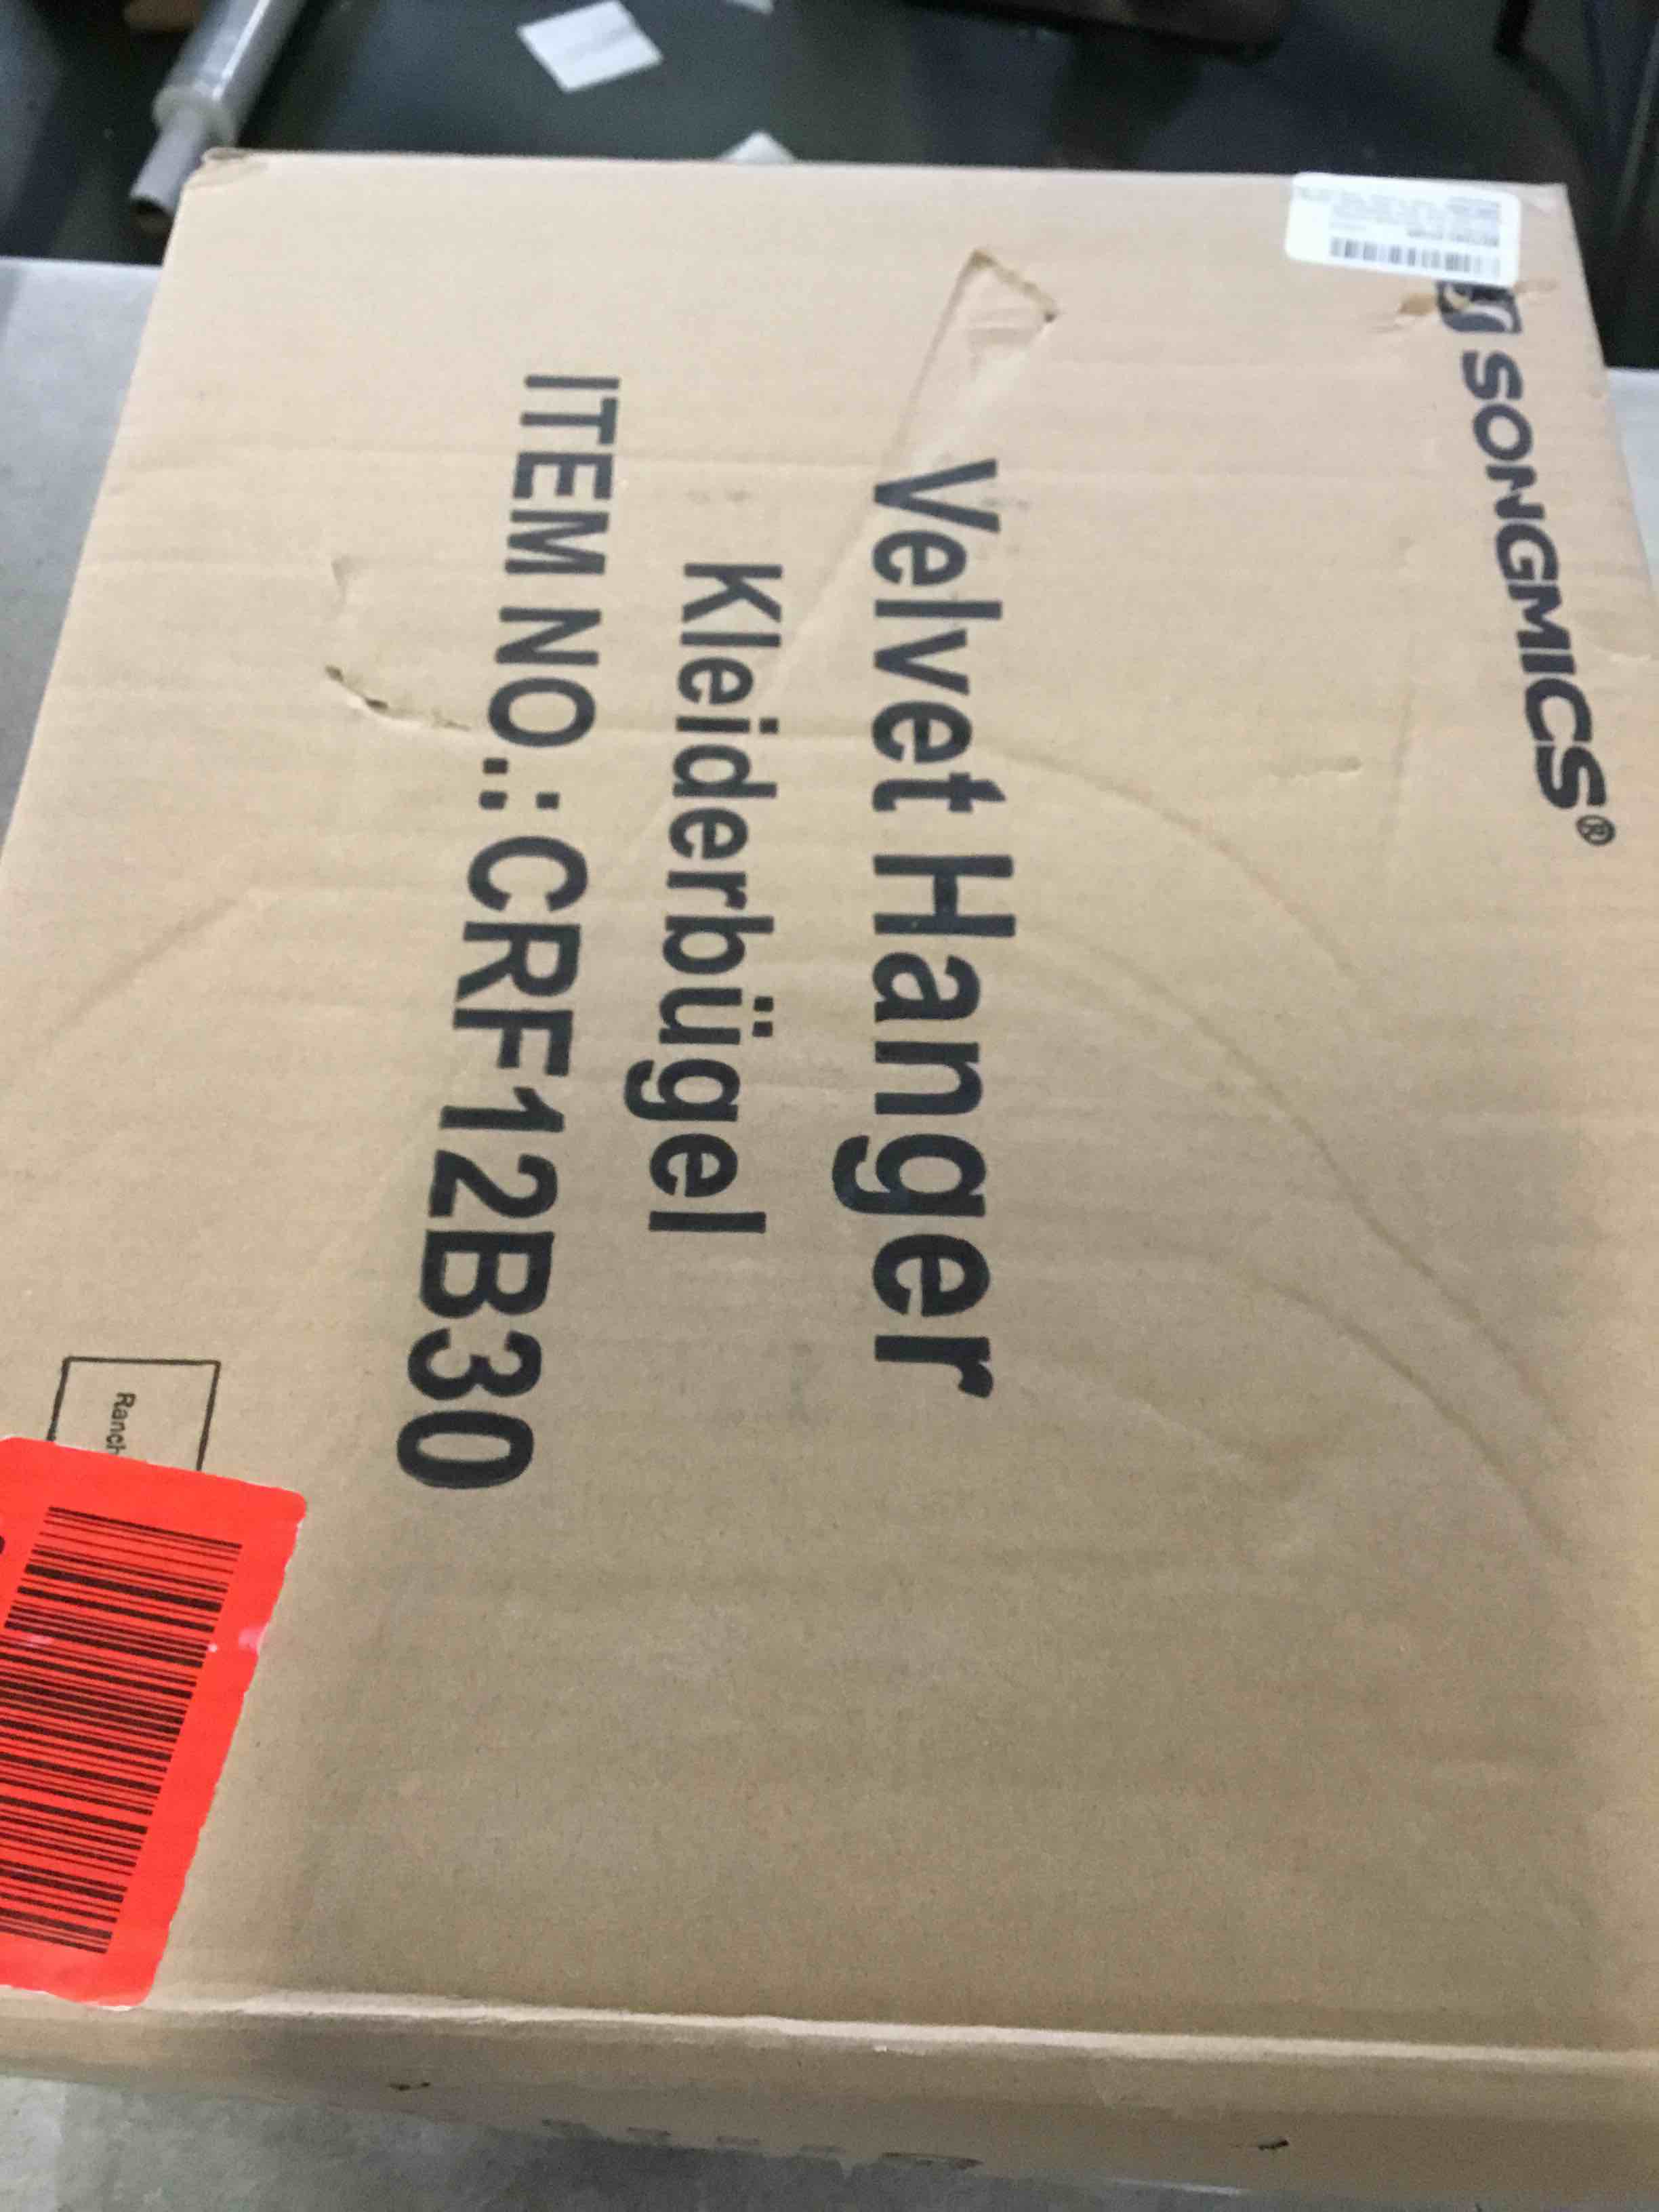 SONGMICS®
Velvet Hanger
Kleiderbügel
ITEM NO.:CRF12B30